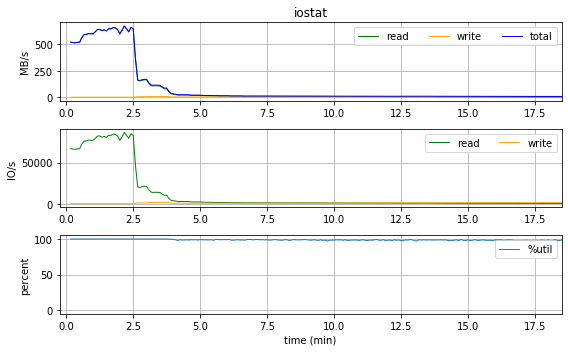 iostat
MB/s
500
250
0
read write total
0.0 2.5 5.0 7.5 10.0 12.5 15.0 17.5
IO/s
50000
0
read write
0.0 2.5 5.0 7.5 10.0 12.5 15.0 17.5
percent
100
50
0
%util
0.0 2.5 5.0 7.5 10.0 12.5 15.0 17.5
time (min)